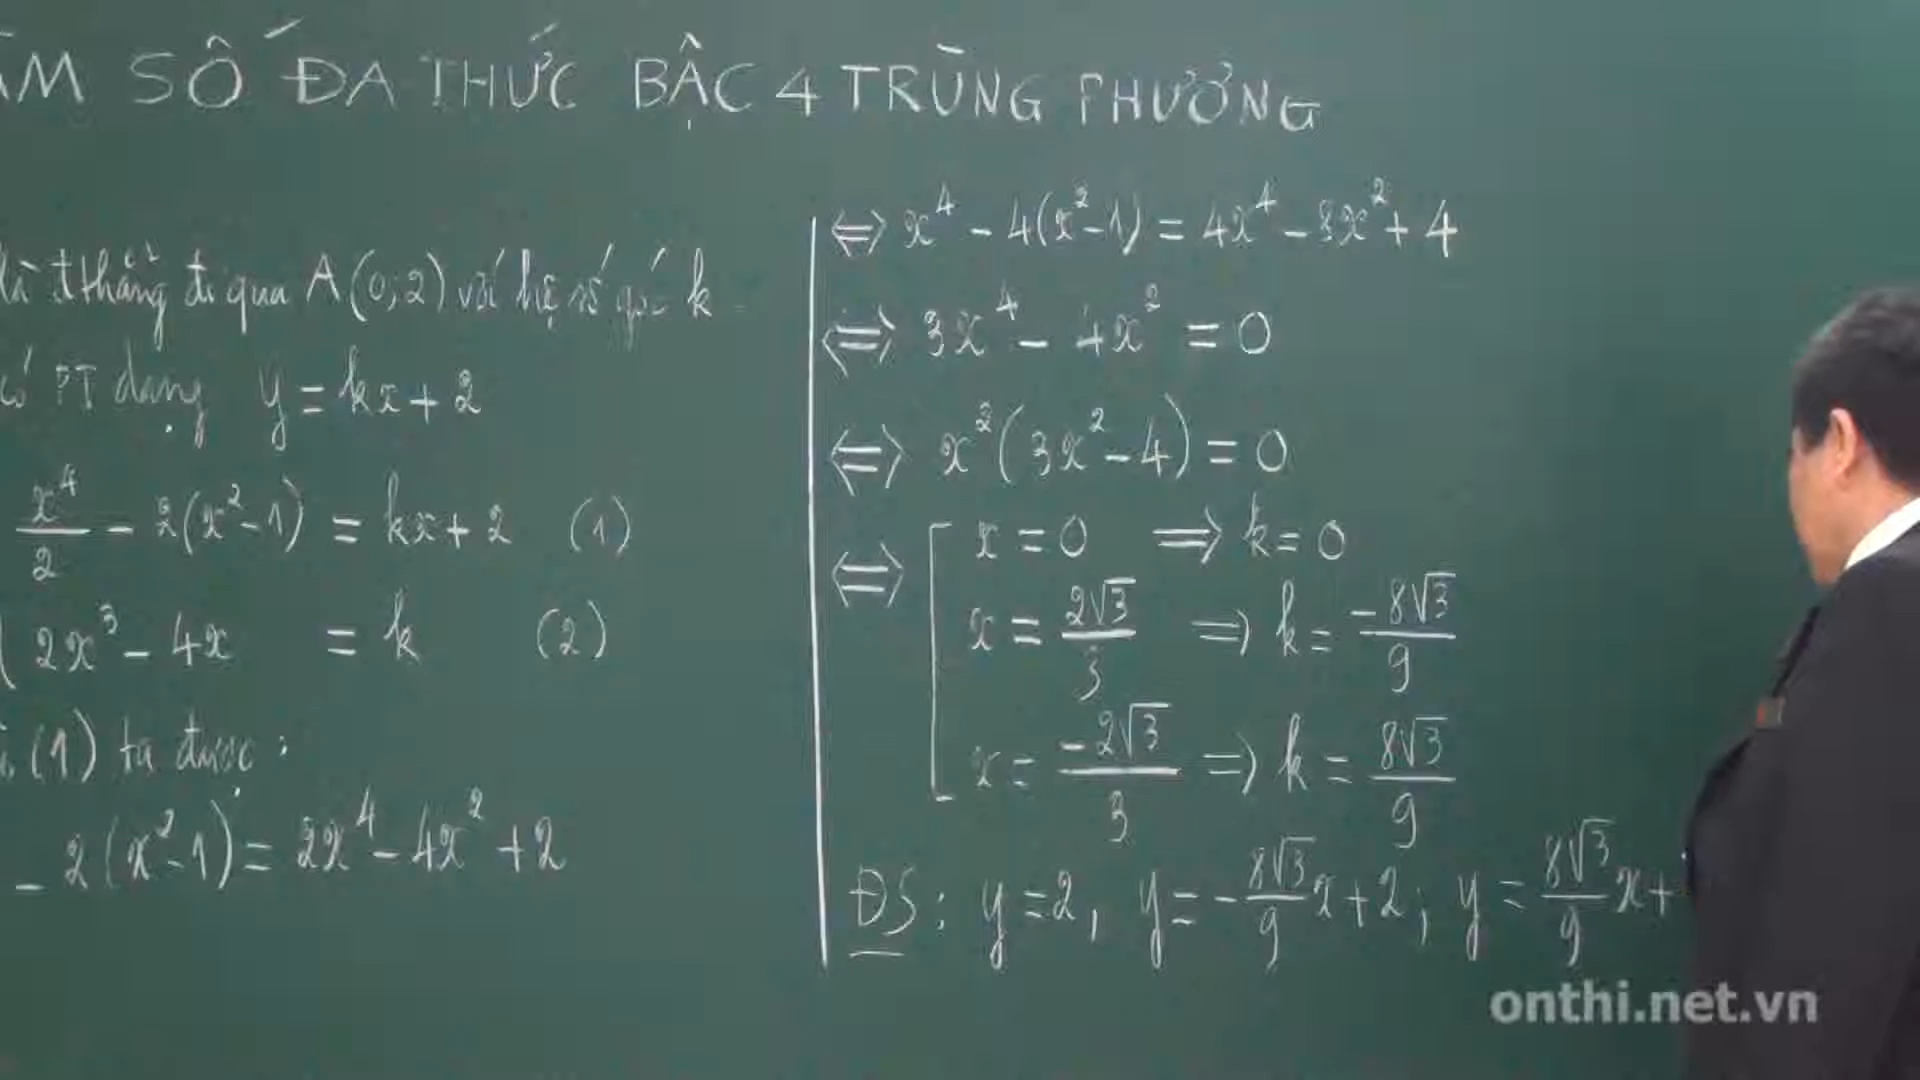 ÀM SỐ ĐA THỨC BẬC 4 TRÙNG PHƯƠNG
là đthẳng đi qua A(0;2) với hệ số góc k
có PT dạng y = kx + 2
x⁴/2 - 2(x²-1) = kx + 2 (1)
2x³ - 4x = k (2)
(1) ta được:
- 2(x²-1) = 2x⁴ - 4x² + 2
⇔ x⁴ - 4(x²-1) = 4x⁴ - 8x² + 4
⇔ 3x⁴ - 4x² = 0
⇔ x²(3x² - 4) = 0
⇔ [ x = 0 ⇒ k = 0
x = 2√3/3 ⇒ k = -8√3/9
x = -2√3/3 ⇒ k = 8√3/9
ĐS: y = 2, y = -8√3/9 x + 2; y = 8√3/9 x +
onthi.net.vn